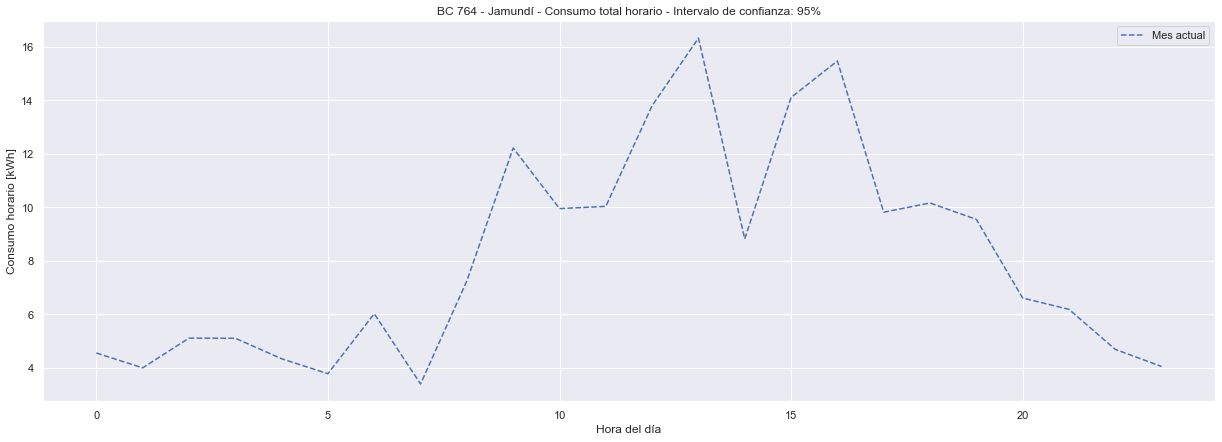 BC 764 - Jamundí - Consumo total horario - Intervalo de confianza: 95%
Mes actual
Consumo horario [kWh]
16
14
12
10
8
6
4
0 5 10 15 20
Hora del día